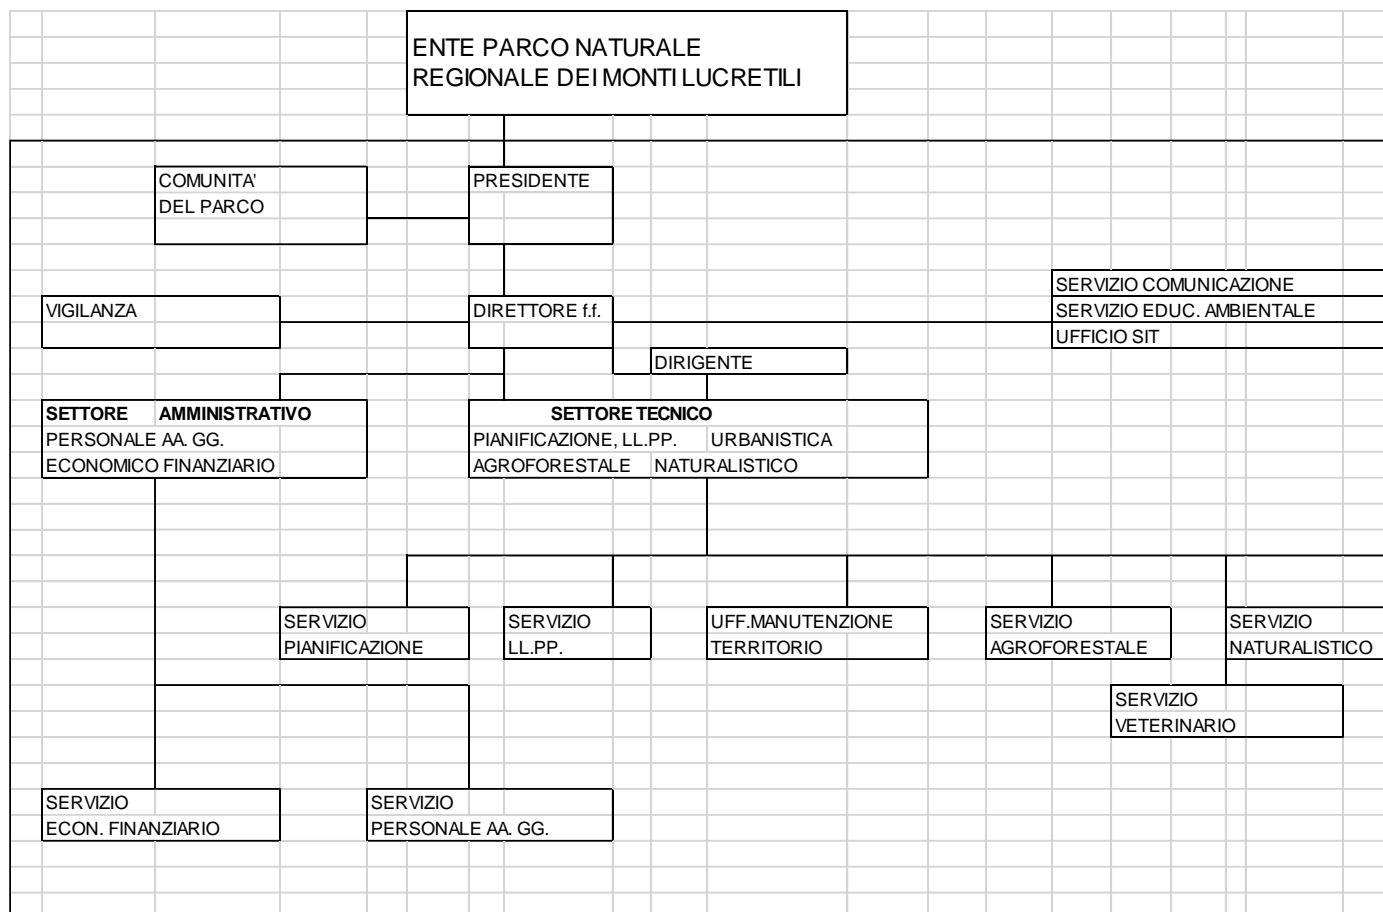 ENTE PARCO NATURALE
REGIONALE DEI MONTI LUCRETILI
COMUNITA'
DEL PARCO
PRESIDENTE
SERVIZIO COMUNICAZIONE
SERVIZIO EDUC. AMBIENTALE
UFFICIO SIT
VIGILANZA
DIRETTORE f.f.
DIRIGENTE
SETTORE AMMINISTRATIVO
PERSONALE AA. GG.
ECONOMICO FINANZIARIO
SETTORE TECNICO
PIANIFICAZIONE, LL.PP. URBANISTICA
AGROFORESTALE NATURALISTICO
SERVIZIO
PIANIFICAZIONE
SERVIZIO
LL.PP.
UFF.MANUTENZIONE
TERRITORIO
SERVIZIO
AGROFORESTALE
SERVIZIO
NATURALISTICO
SERVIZIO
VETERINARIO
SERVIZIO
ECON. FINANZIARIO
SERVIZIO
PERSONALE AA. GG.